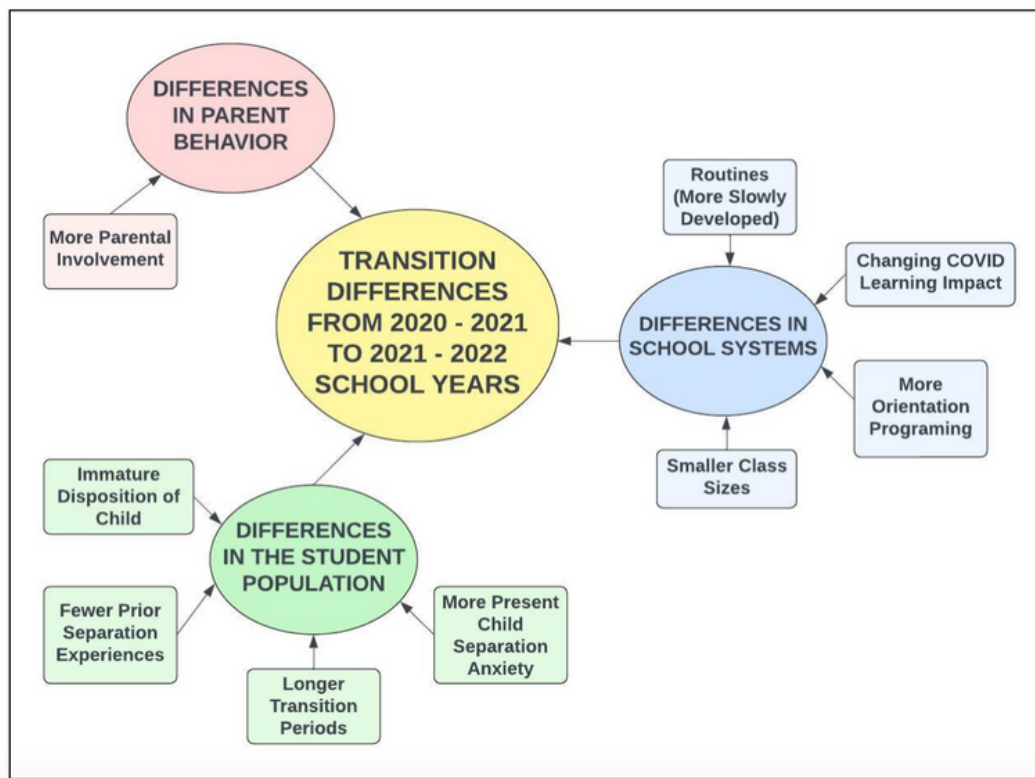 DIFFERENCES
IN PARENT
BEHAVIOR
More Parental
Involvement
TRANSITION
DIFFERENCES
FROM 2020 - 2021
TO 2021 - 2022
SCHOOL YEARS
Routines
(More Slowly
Developed)
Changing COVID
Learning Impact
DIFFERENCES IN
SCHOOL SYSTEMS
More
Orientation
Programing
Smaller Class
Sizes
Immature
Disposition of
Child
DIFFERENCES
IN THE STUDENT
POPULATION
Fewer Prior
Separation
Experiences
Longer
Transition
Periods
More Present
Child
Separation
Anxiety